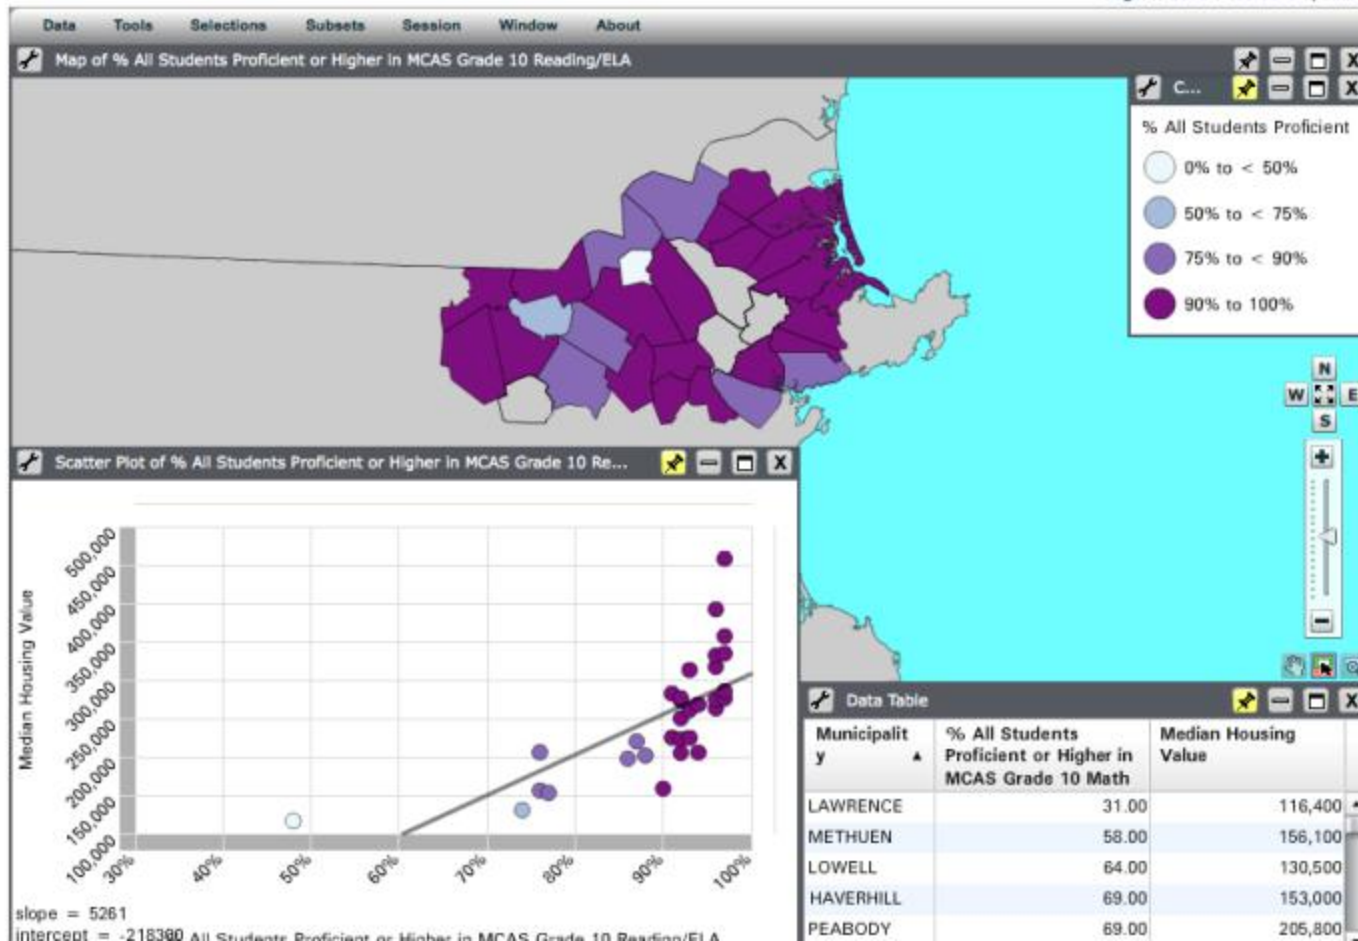 Data Tools Selections Subsets Session Window About
Map of % All Students Proficient or Higher in MCAS Grade 10 Reading/ELA
X
C...
X
% All Students Proficient
0% to < 50%
50% to < 75%
75% to < 90%
90% to 100%
N
W E
S
Scatter Plot of % All Students Proficient or Higher in MCAS Grade 10 Re...
X
Median Housing Value
500,000
450,000
400,000
350,000
300,000
250,000
200,000
150,000
100,000
30% 40% 50% 60% 70% 80% 90% 100%
slope = 5261
intercept =
All Students Proficient or Higher in MCAS Grade 10 Reading/ELA
Data Table
X
Municipalit
y
% All Students
Proficient or Higher in
MCAS Grade 10 Math
Median Housing
Value
LAWRENCE 31.00 116,400
METHUEN 58.00 156,100
LOWELL 64.00 130,500
HAVERHILL 69.00 153,000
PEABODY 69.00 205,800